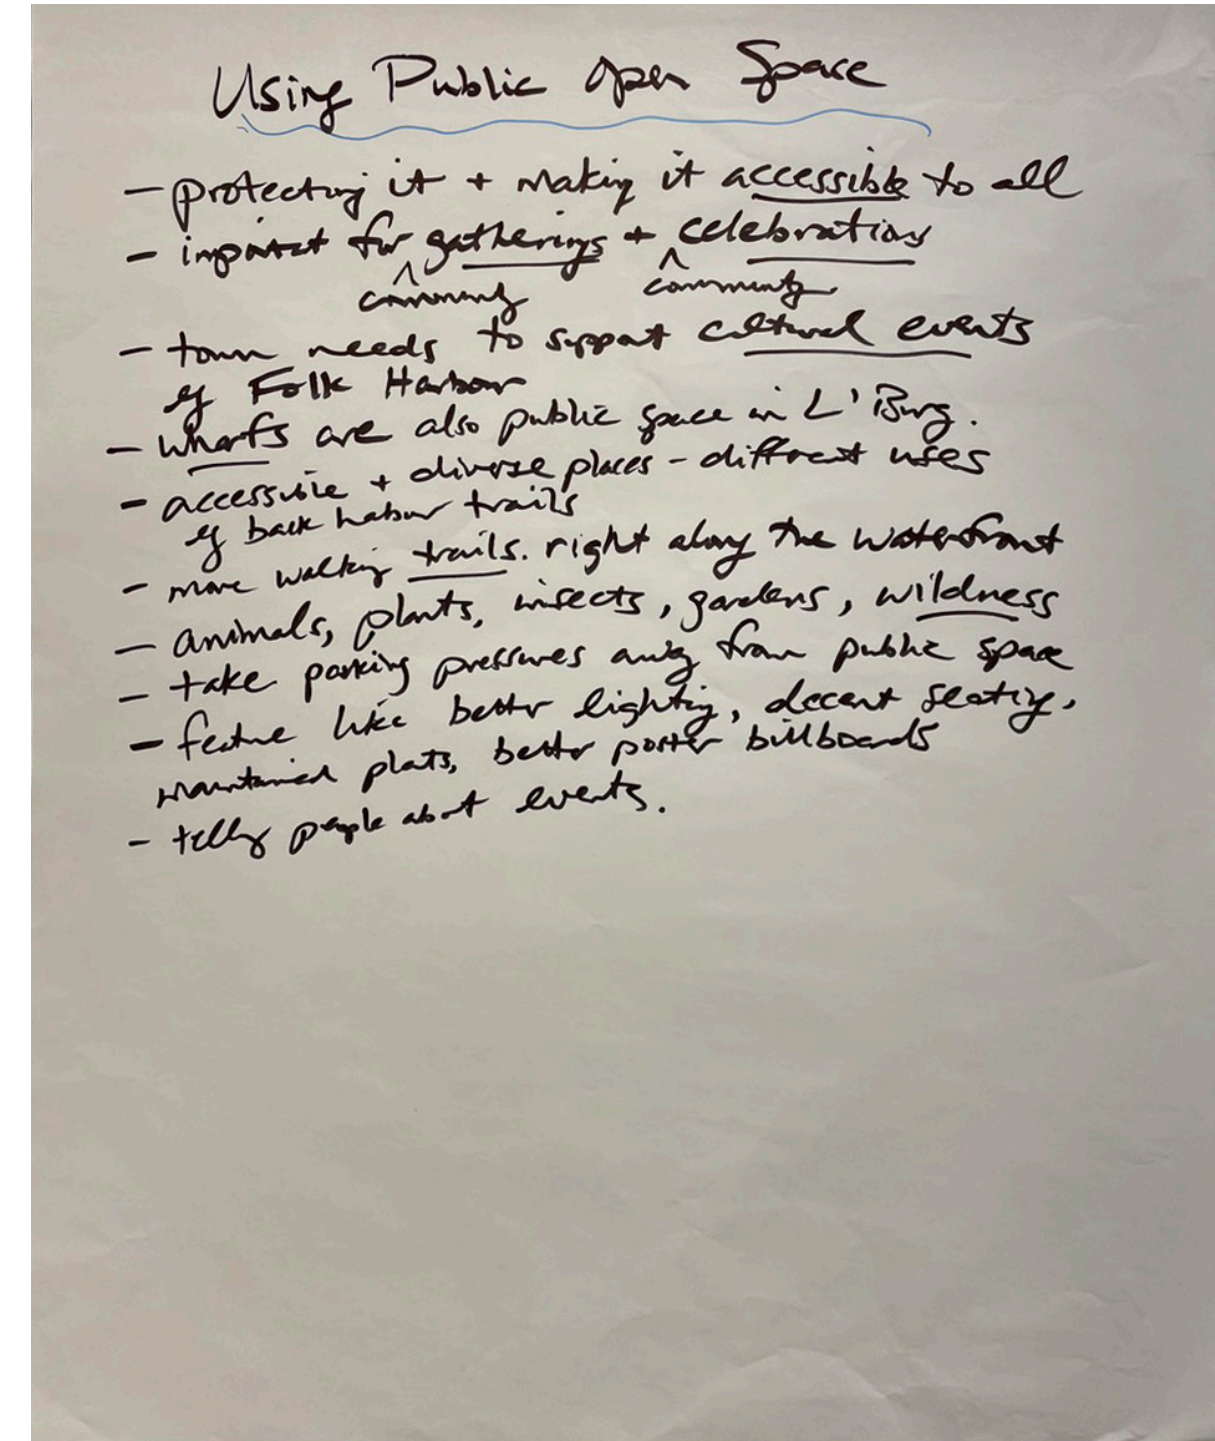 Using Public Open Space
- protecting it + making it accessible to all
- important for gatherings + celebrations
^ community ^ community
- town needs to support cultural events
eg Folk Harbour
- wharfs are also public space in L'Burg.
- accessible + diverse places - different uses
eg back habour trails
- more walking trails. right along the waterfront
- animals, plants, insects, gardens, wildness
- take parking pressures away from public space
- feature like better lighting, decent seating,
maintained plants, better poster billboards
- telling people about events.